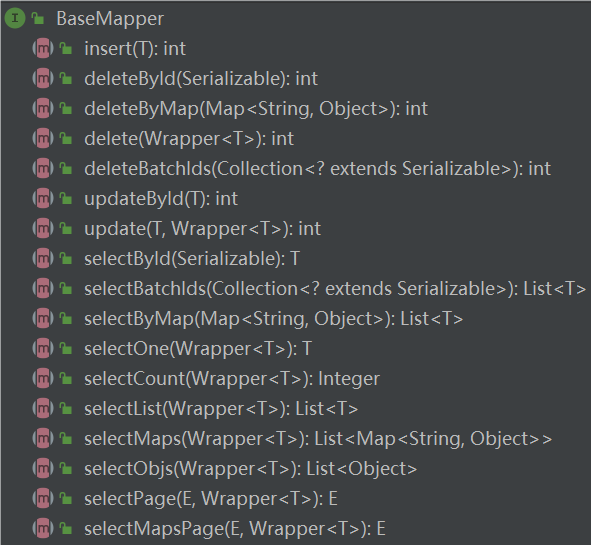 BaseMapper
insert(T): int
deleteById(Serializable): int
deleteByMap(Map<String, Object>): int
delete(Wrapper<T>): int
deleteBatchIds(Collection<? extends Serializable>): int
updateById(T): int
update(T, Wrapper<T>): int
selectById(Serializable): T
selectBatchIds(Collection<? extends Serializable>): List<T>
selectByMap(Map<String, Object>): List<T>
selectOne(Wrapper<T>): T
selectCount(Wrapper<T>): Integer
selectList(Wrapper<T>): List<T>
selectMaps(Wrapper<T>): List<Map<String, Object>>
selectObjs(Wrapper<T>): List<Object>
selectPage(E, Wrapper<T>): E
selectMapsPage(E, Wrapper<T>): E